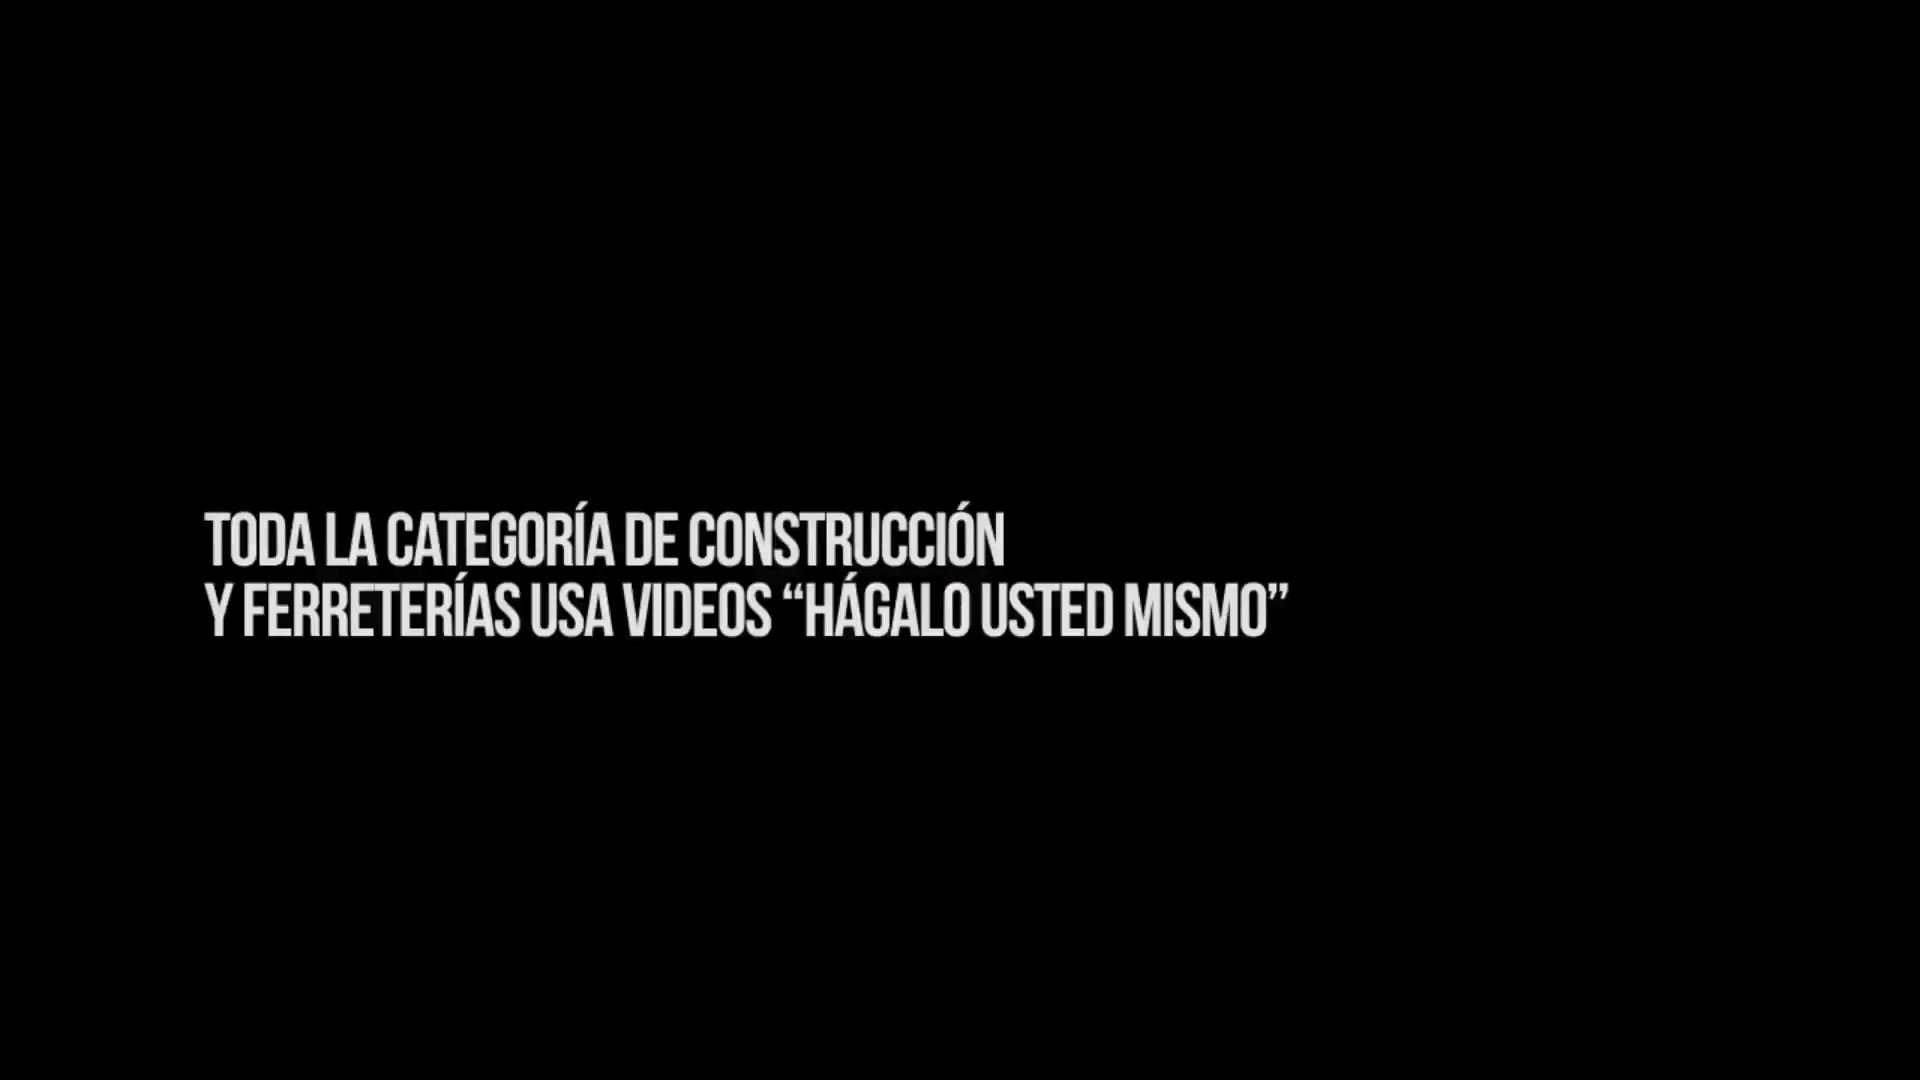 TODA LA CATEGORÍA DE CONSTRUCCIÓN
Y FERRETERÍAS USA VIDEOS “HÁGALO USTED MISMO”